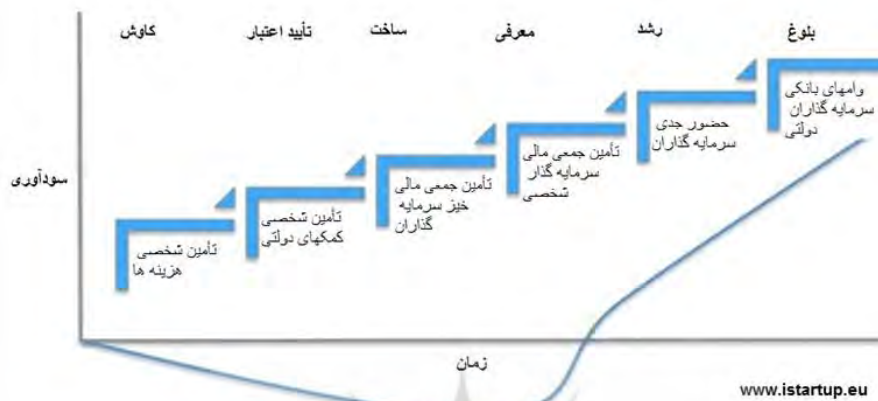 کاوش
تأیید اعتبار
ساخت
معرفی
رشد
بلوغ
سودآوری
تأمین شخصی
هزینه ها
تأمین شخصی
کمکهای دولتی
تأمین جمعی مالی
خیز سرمایه
گذاران
تأمین جمعی مالی
سرمایه گذار
شخصی
حضور جدی
سرمایه گذاران
وامهای بانکی
سرمایه گذاران
دولتی
زمان
www.istartup.eu